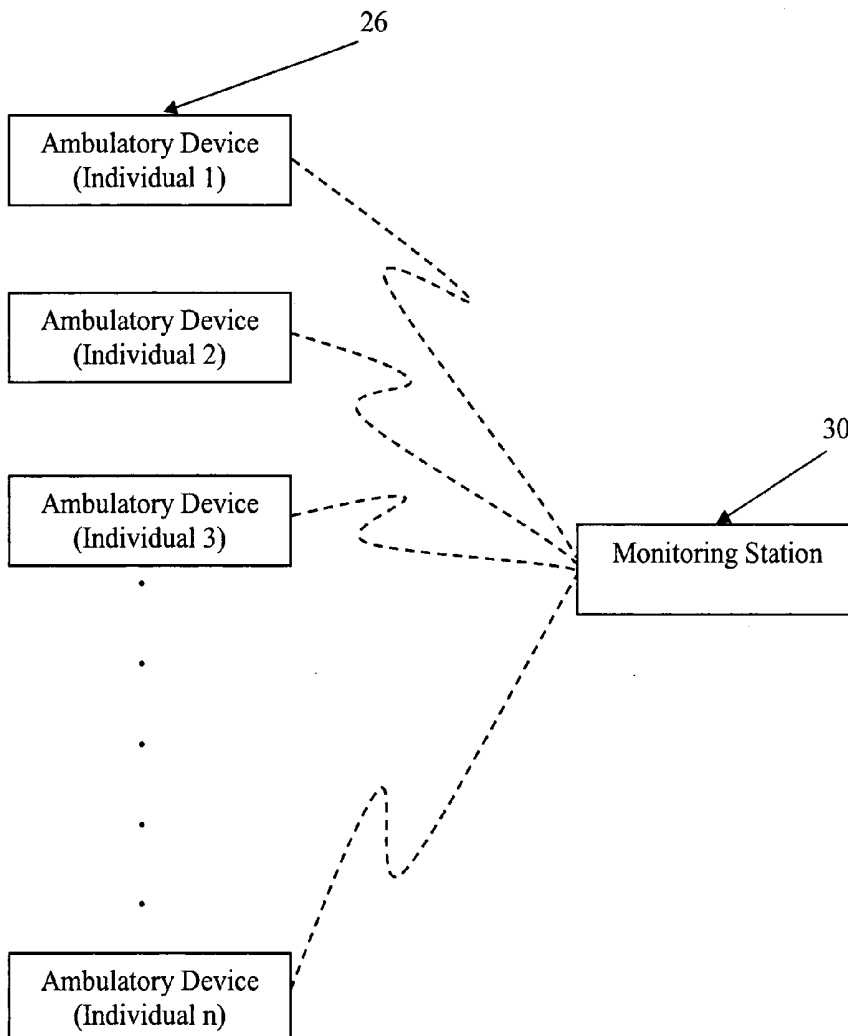 26
Ambulatory Device
(Individual 1)
Ambulatory Device
(Individual 2)
Ambulatory Device
(Individual 3)
30
Monitoring Station
Ambulatory Device
(Individual n)